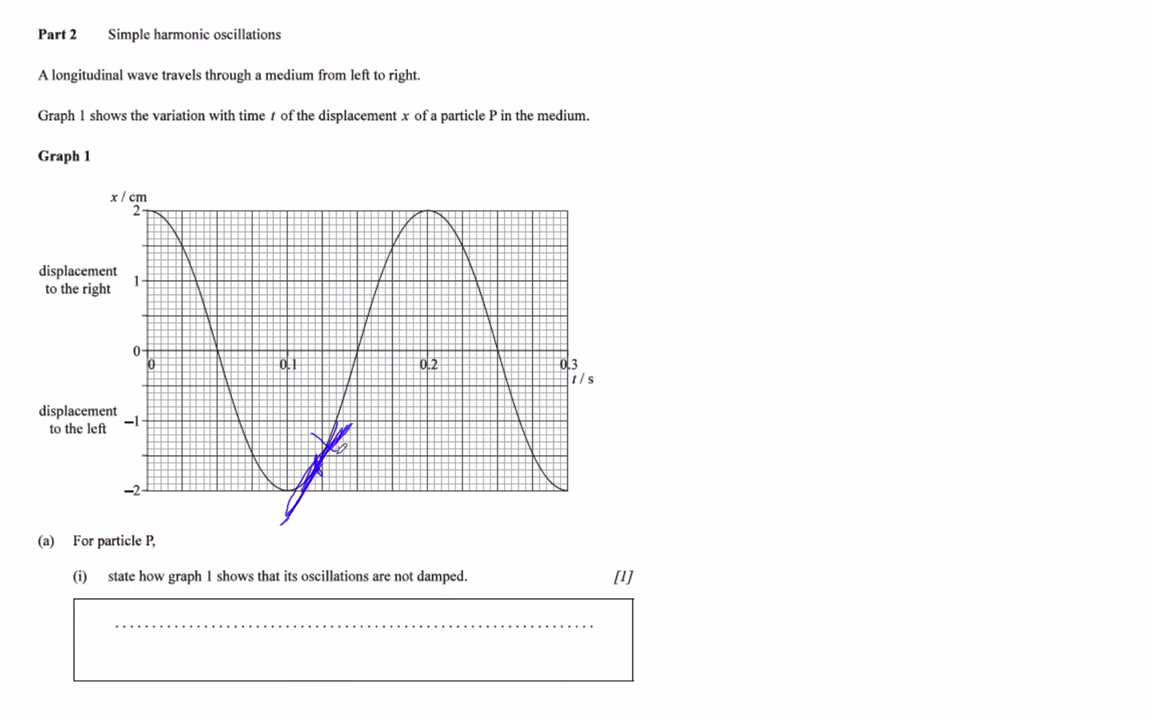 Part 2 Simple harmonic oscillations
A longitudinal wave travels through a medium from left to right.
Graph 1 shows the variation with time t of the displacement x of a particle P in the medium.
Graph 1
x / cm
2
displacement
to the right
1
0
0
0.1
0.2
0.3
t / s
displacement
to the left
–1
–2
(a) For particle P,
(i) state how graph 1 shows that its oscillations are not damped. [1]